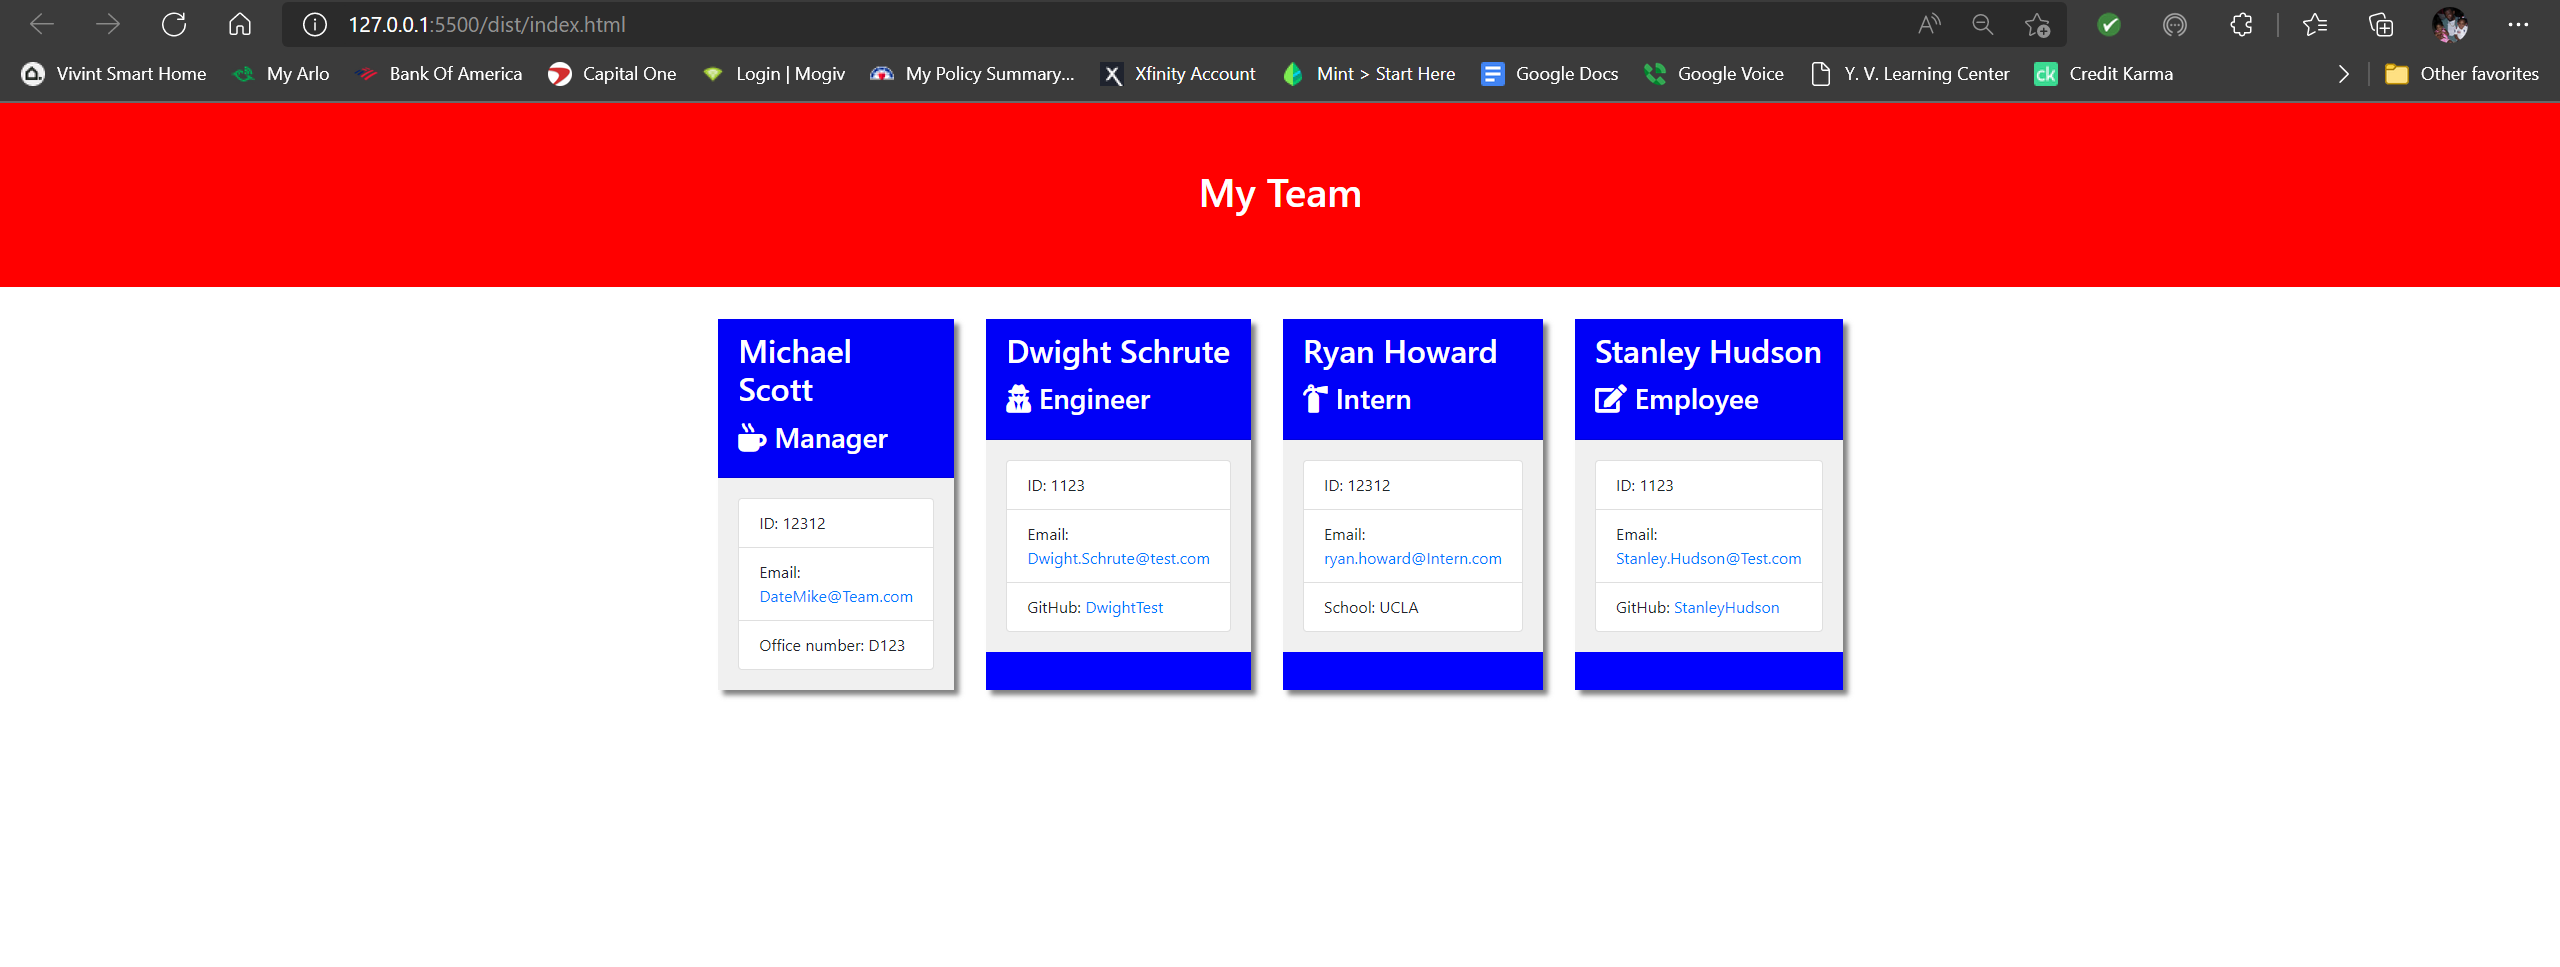 127.0.0.1:5500/dist/index.html
Vivint Smart Home My Arlo Bank Of America Capital One Login | Mogiv My Policy Summary... X Xfinity Account Mint > Start Here Google Docs Google Voice Y. V. Learning Center ck Credit Karma Other favorites
My Team
Michael
Scott
Manager
ID: 12312
Email:
DateMike@Team.com
Office number: D123
Dwight Schrute
Engineer
ID: 1123
Email:
Dwight.Schrute@test.com
GitHub: DwightTest
Ryan Howard
Intern
ID: 12312
Email:
ryan.howard@Intern.com
School: UCLA
Stanley Hudson
Employee
ID: 1123
Email:
Stanley.Hudson@Test.com
GitHub: StanleyHudson